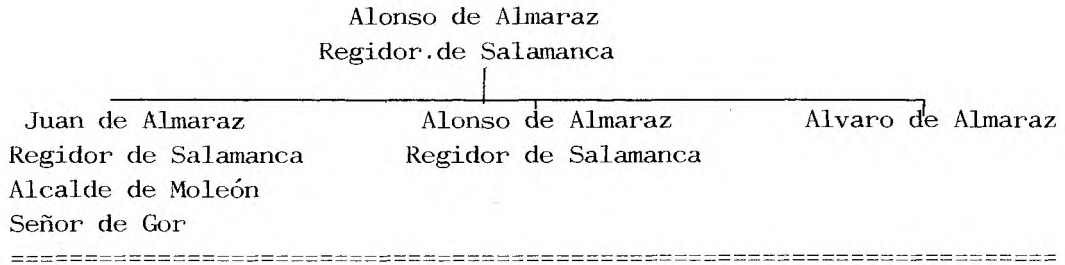 Alonso de Almaraz
Regidor.de Salamanca
Juan de Almaraz Alonso de Almaraz Alvaro de Almaraz
Regidor de Salamanca Regidor de Salamanca
Alcalde de Moleón
Señor de Gor